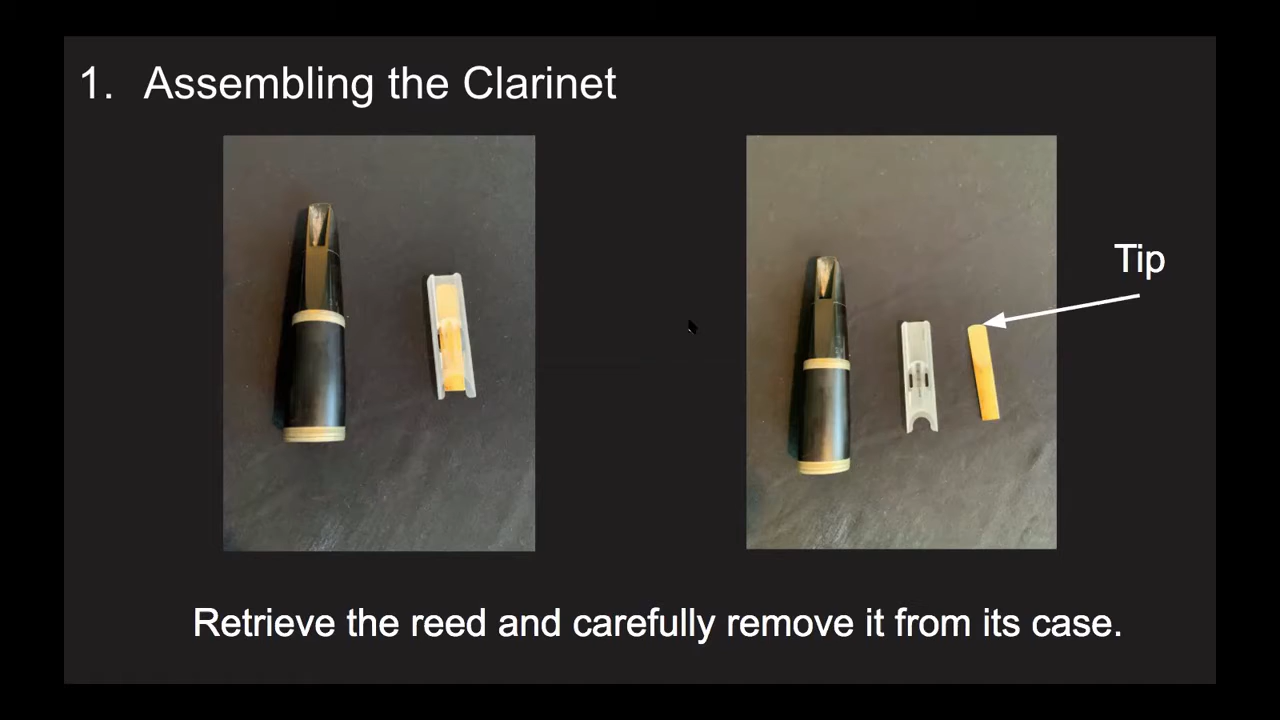 1. Assembling the Clarinet
Tip
Retrieve the reed and carefully remove it from its case.